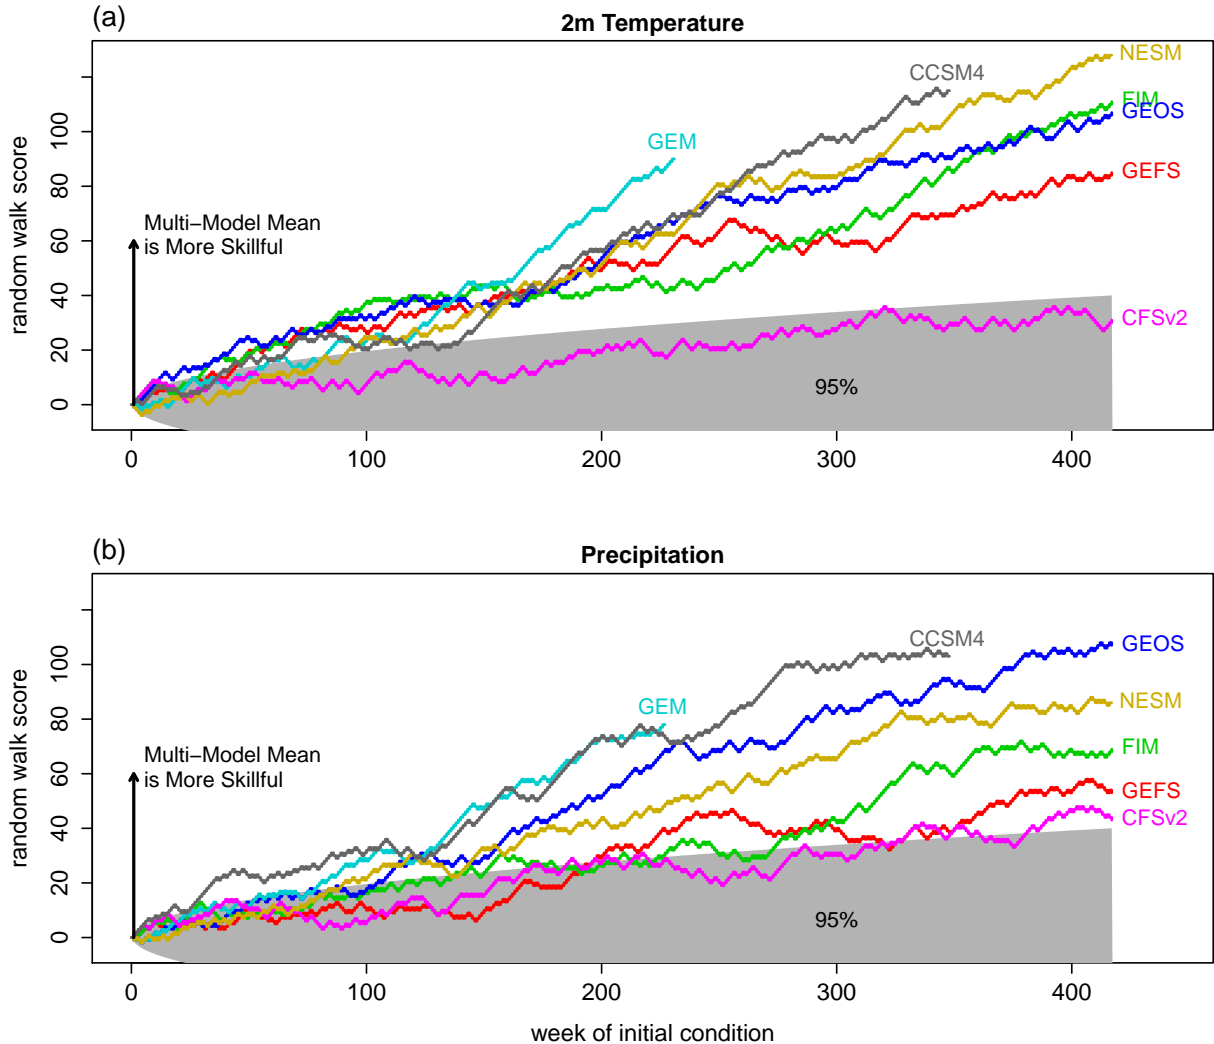 (a)
2m Temperature
random walk score
0
20
40
60
80
100
Multi−Model Mean
is More Skillful
GEM
CCSM4
NESM
FIM
GEOS
GEFS
CFSv2
95%
0
100
200
300
400
(b)
Precipitation
random walk score
0
20
40
60
80
100
Multi−Model Mean
is More Skillful
GEM
CCSM4
GEOS
NESM
FIM
GEFS
CFSv2
95%
0
100
200
300
400
week of initial condition